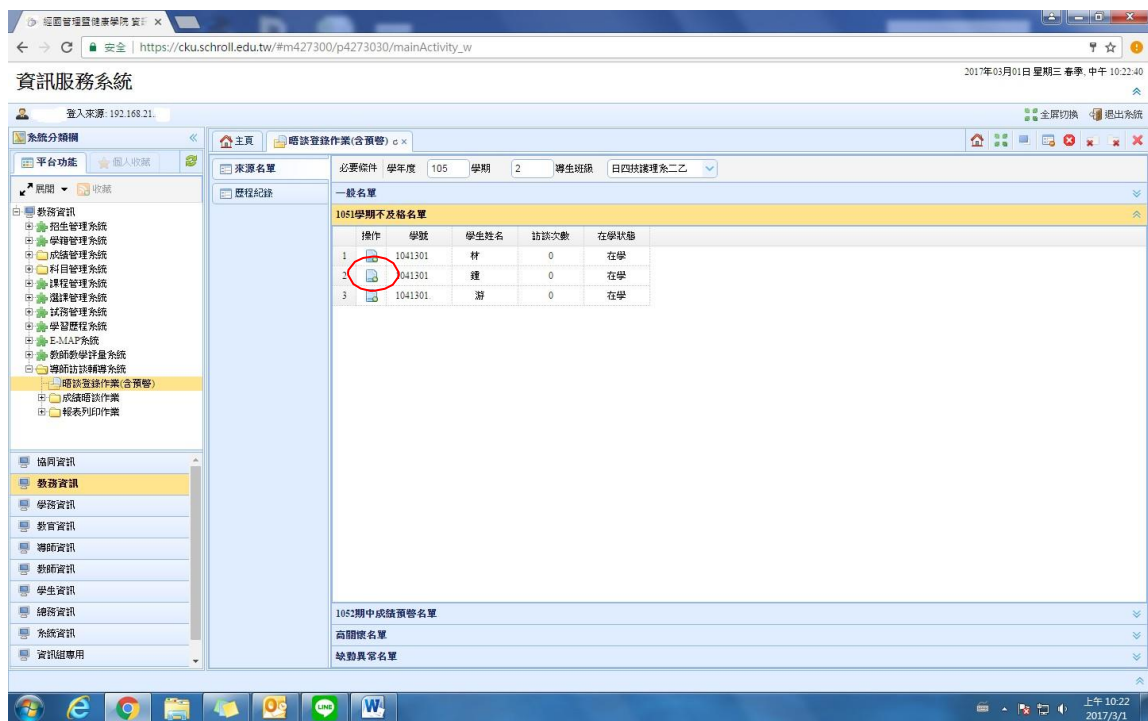 經國管理暨健康學院 資訊
安全 | https://cku.schroll.edu.tw/#m427300/p4273030/mainActivity_w
資訊服務系統
2017年03月01日 星期三 春季, 中午 10:22:40
登入來源: 192.168.21.
全屏切換 退出系統
系統分類欄
主頁 晤談登錄作業(含預警)
平台功能 個人收藏
展開 收藏
教務資訊
招生管理系統
學籍管理系統
成績管理系統
科目管理系統
課程管理系統
選課管理系統
試務管理系統
學習歷程系統
E-MAP系統
教師教學評量系統
導師訪談輔導系統
晤談登錄作業(含預警)
成績晤談作業
報表列印作業
協同資訊
教務資訊
學務資訊
教官資訊
導師資訊
教師資訊
學生資訊
總務資訊
系統資訊
資訊組專用
來源名單
歷程紀錄
必要條件 學年度 105 學期 2 導生班級 日四技護理系二乙
一般名單
1051學期不及格名單
操作 學號 學生姓名 訪談次數 在學狀態
1 1041301 林 0 在學
2 1041301 鍾 0 在學
3 1041301 游 0 在學
1052期中成績預警名單
高關懷名單
缺勤異常名單
LINE
上午 10:22
2017/3/1